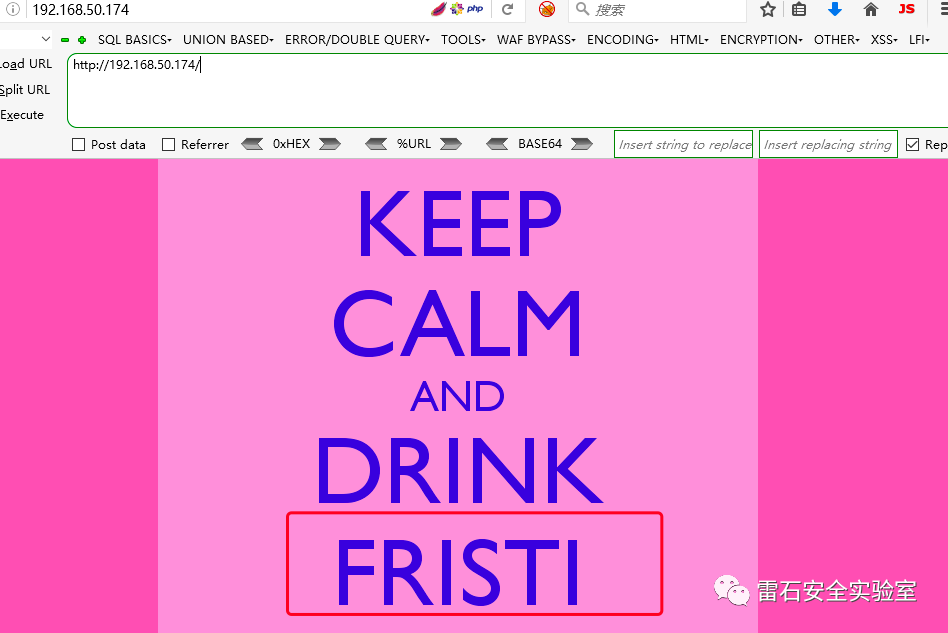 192.168.50.174
php
搜索
JS
SQL BASICS
UNION BASED
ERROR/DOUBLE QUERY
TOOLS
WAF BYPASS
ENCODING
HTML
ENCRYPTION
OTHER
XSS
LFI
Load URL
http://192.168.50.174/
Split URL
Execute
Post data
Referrer
0xHEX
%URL
BASE64
Insert string to replace
Insert replacing string
Rep
KEEP
CALM
AND
DRINK
FRISTI
雷石安全实验室